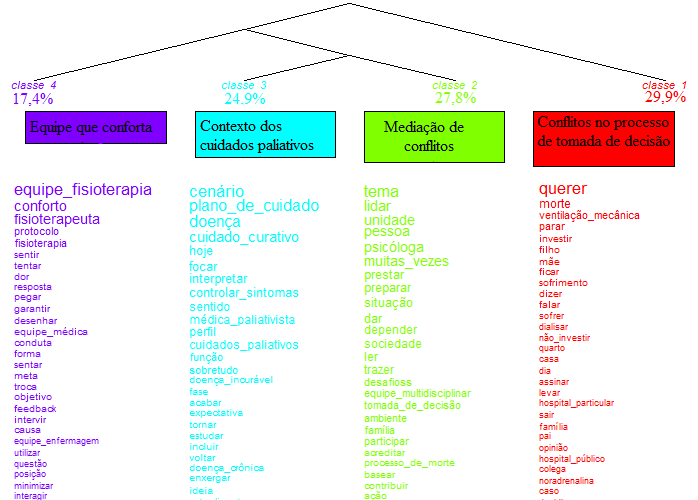 classe 4
17,4%
Equipe que conforta
equipe_fisioterapia
conforto
fisioterapeuta
protocolo
fisioterapia
sentir
tentar
dor
resposta
pegar
garantir
desenhar
equipe_médica
conduta
forma
sentar
meta
troca
objetivo
feedback
intervir
causa
equipe_enfermagem
utilizar
questão
posição
minimizar
interagir
classe 3
24.9%
Contexto dos
cuidados paliativos
cenário
plano_de_cuidado
doença
cuidado_curativo
hoje
focar
interpretar
controlar_sintomas
sentido
médica_paliativista
perfil
cuidados_paliativos
função
sobretudo
doença_incurável
fase
acabar
expectativa
tornar
estudar
incluir
voltar
doença_crônica
enxergar
ideia
classe 2
27,8%
Mediação de
conflitos
tema
lidar
unidade
pessoa
psicóloga
muitas_vezes
prestar
preparar
situação
dar
depender
sociedade
ler
trazer
desafioss
equipe_multidisciplinar
tomada_de_decisão
ambiente
família
participar
acreditar
processo_de_morte
basear
contribuir
ação
classe 1
29,9%
Conflitos no processo
de tomada de decisão
querer
morte
ventilação_mecânica
parar
investir
filho
mãe
ficar
sofrimento
dizer
falar
sofrer
dialisar
não_investir
quarto
casa
dia
assinar
levar
hospital_particular
sair
família
pai
opinião
hospital_público
colega
noradrenalina
caso